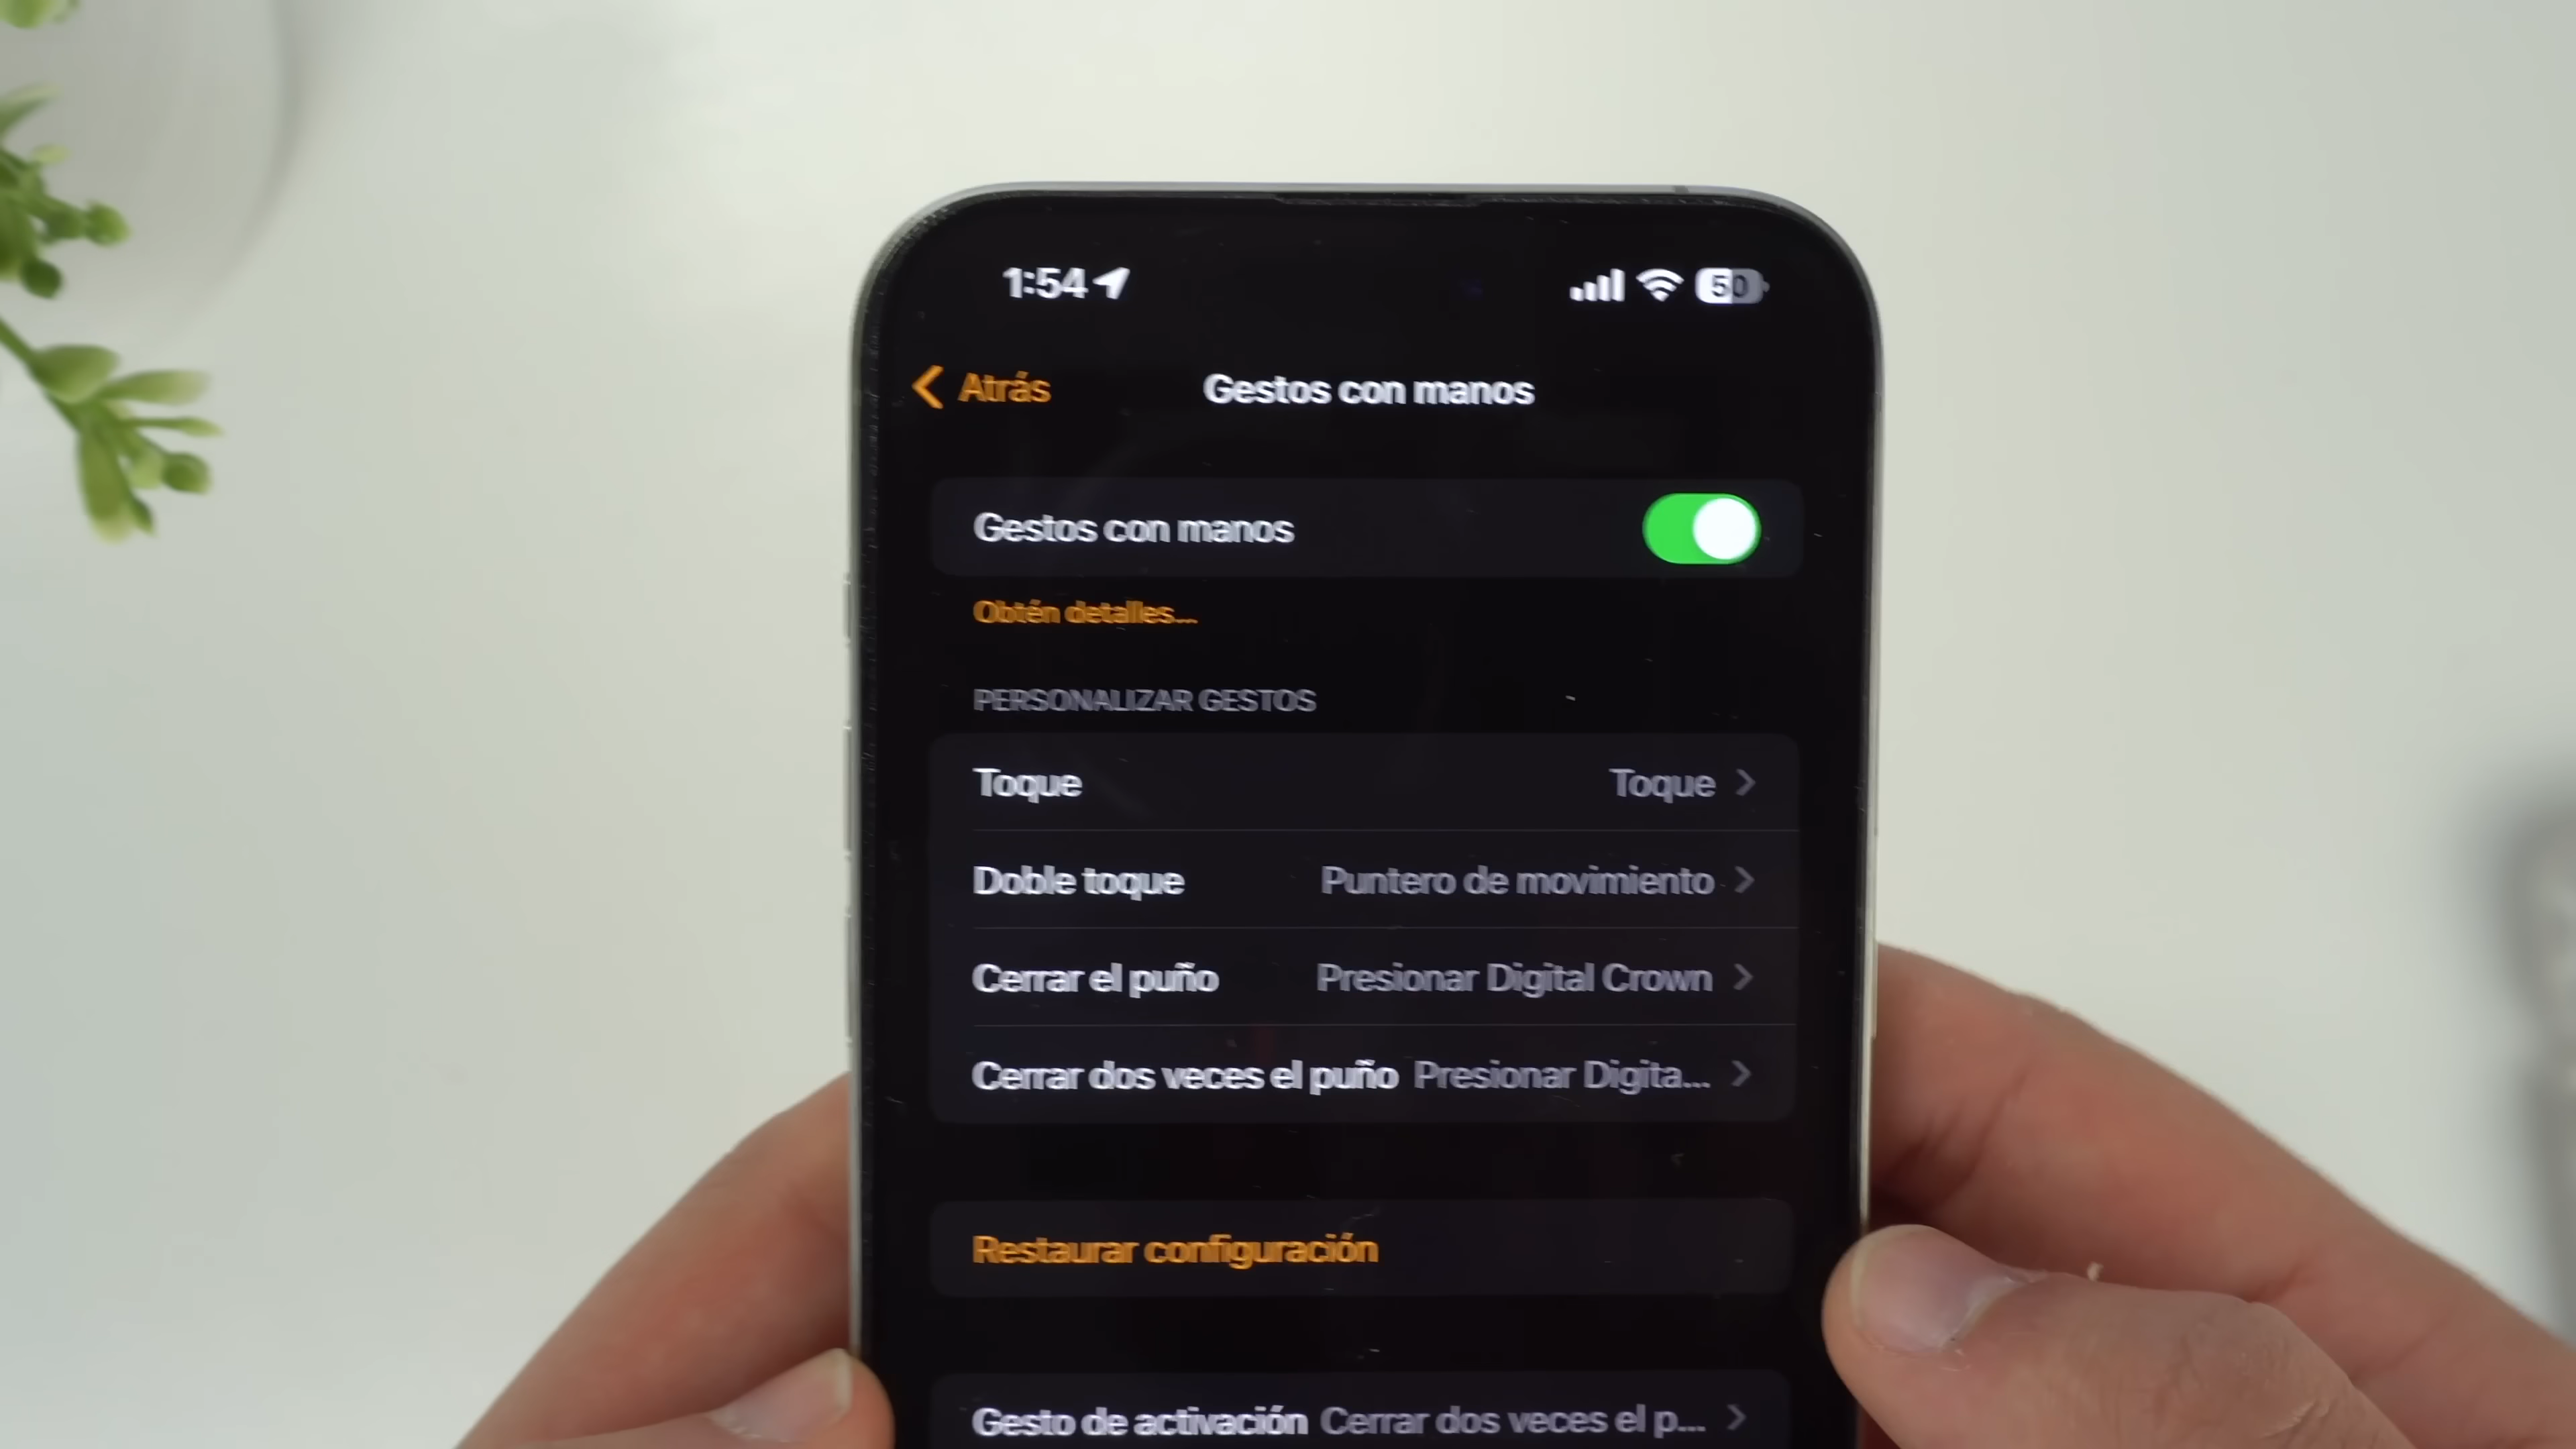 1:54 50
Atrás Gestos con manos
Gestos con manos
Obtén detalles...
PERSONALIZAR GESTOS
Toque Toque
Doble toque Puntero de movimiento
Cerrar el puño Presionar Digital Crown
Cerrar dos veces el puño Presionar Digita...
Restaurar configuración
Gesto de activación Cerrar dos veces el p...